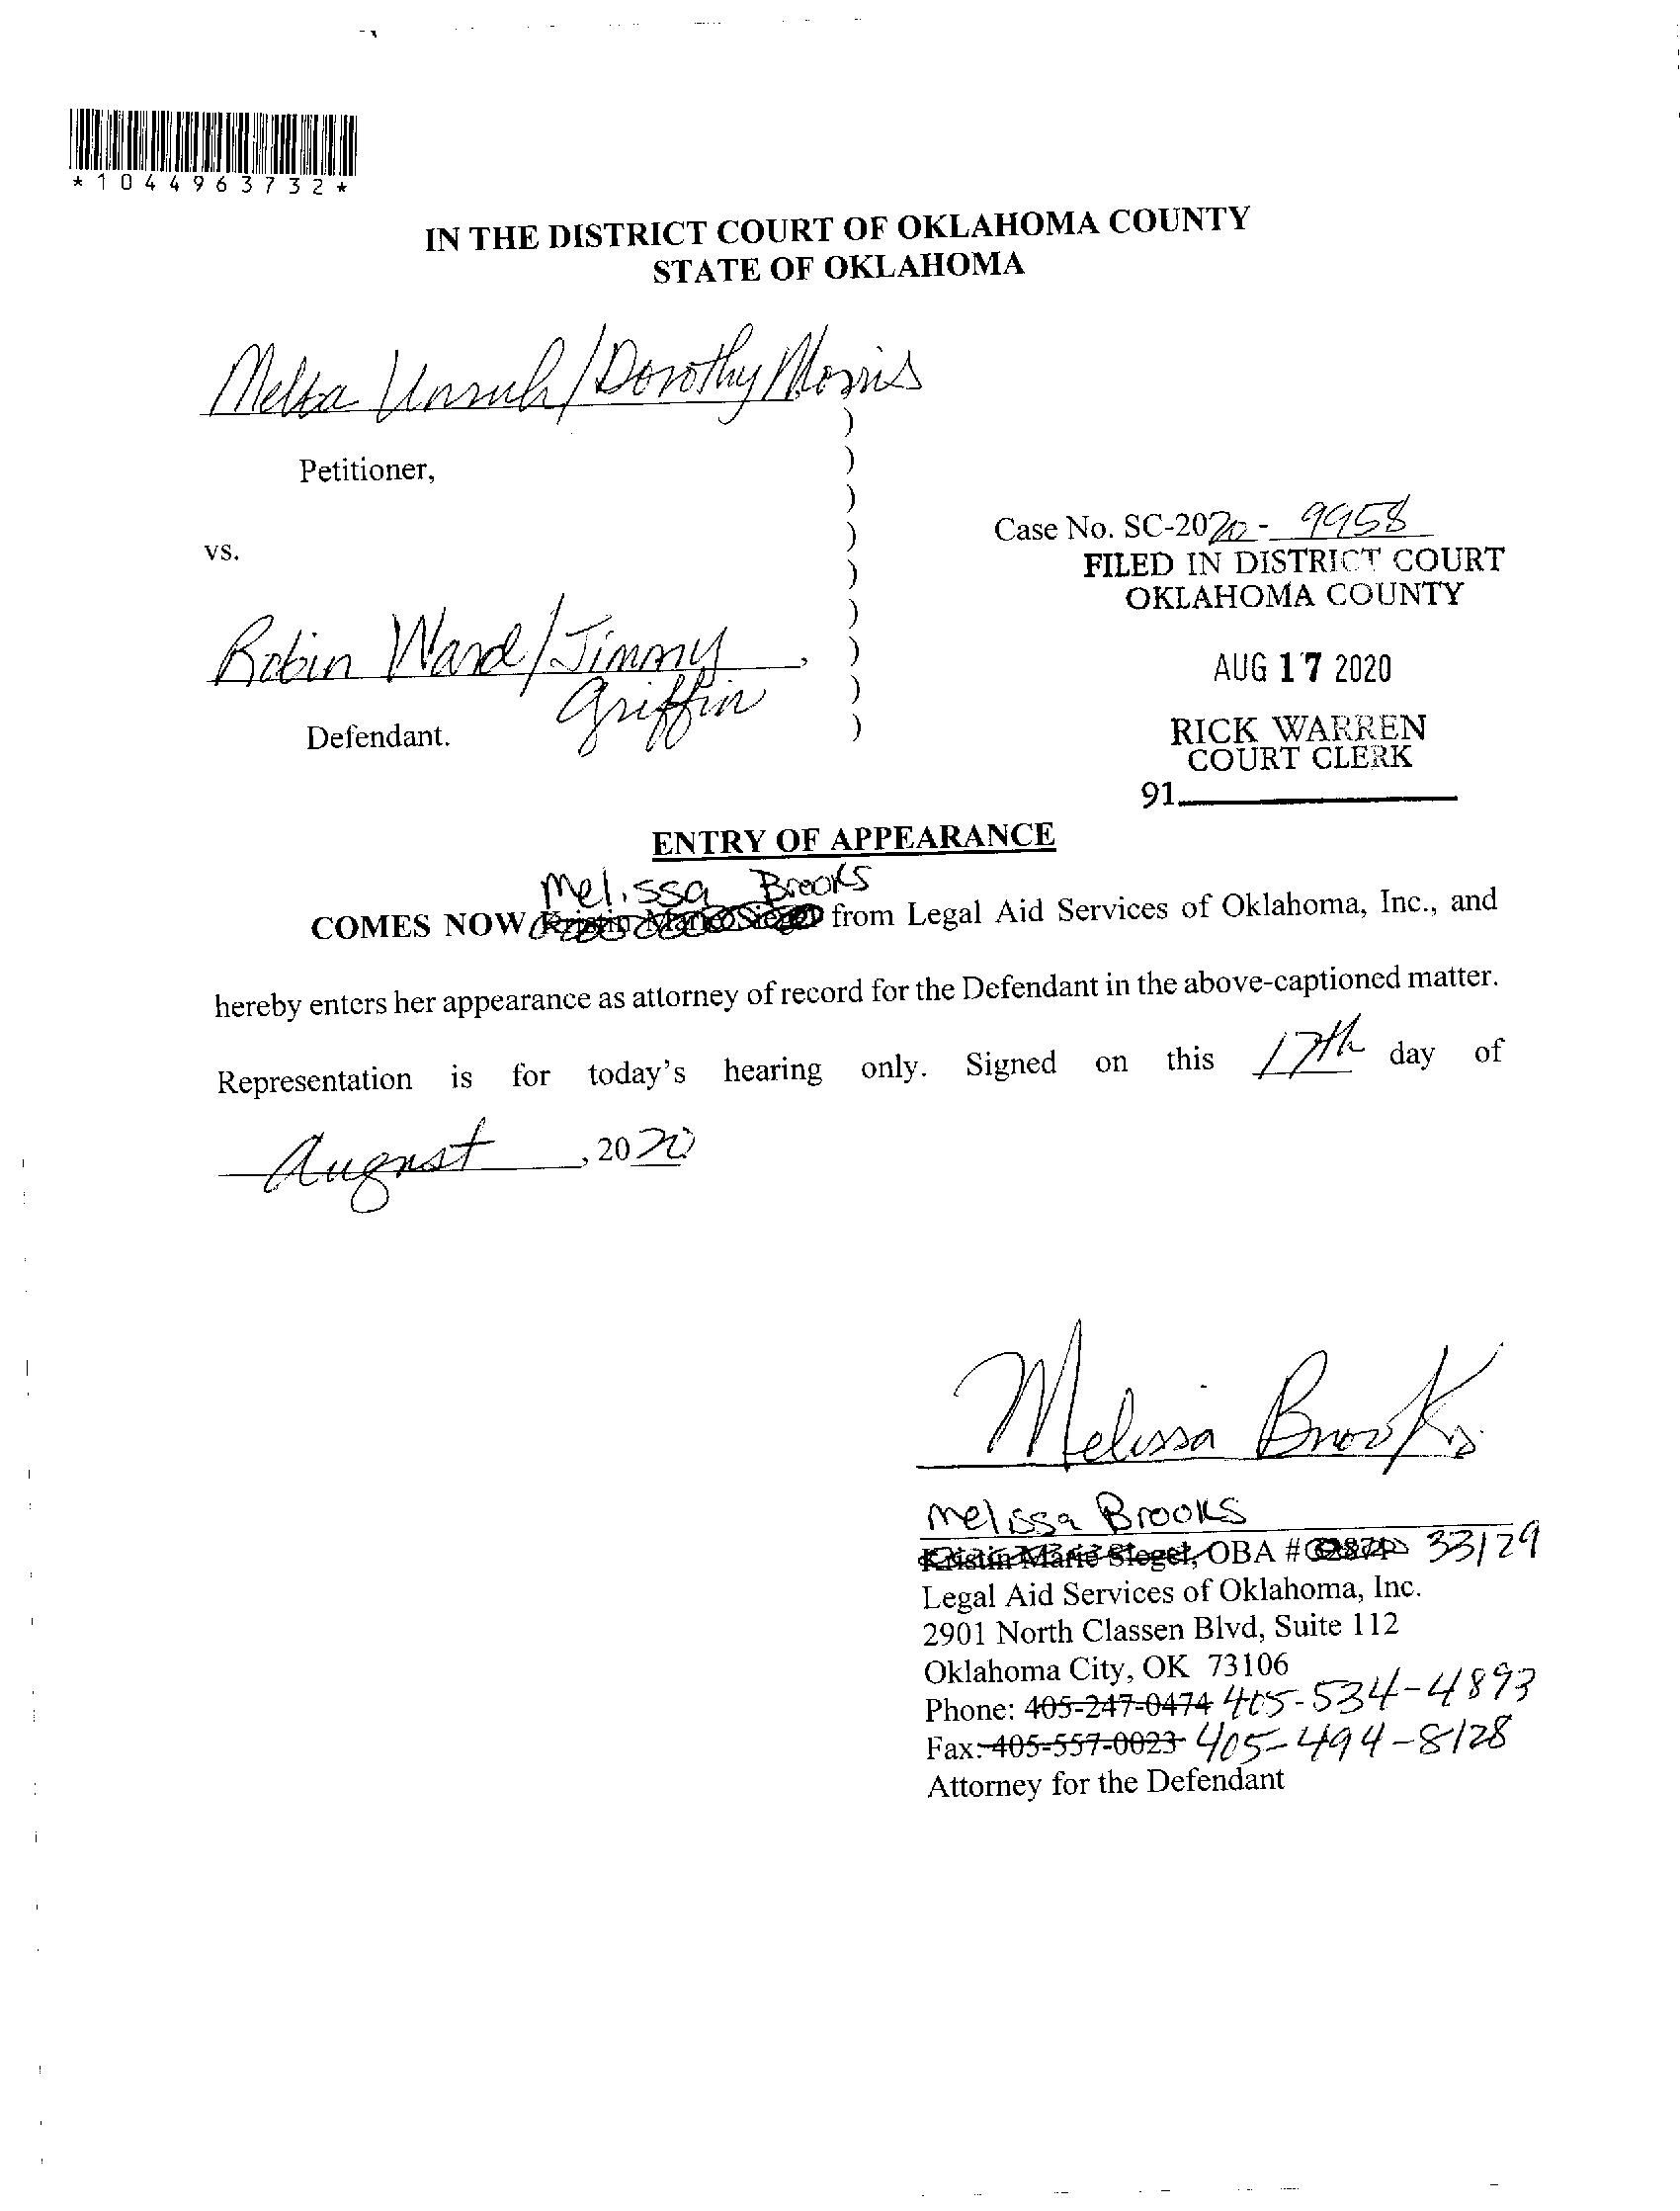 *1044963732*
IN THE DISTRICT COURT OF OKLAHOMA COUNTY
STATE OF OKLAHOMA
Melba Unruh/Dorothy Morris
)
Petitioner, )
)
Case No. SC-2020-9958
vs. )
FILED IN DISTRICT COURT
)
OKLAHOMA COUNTY
)
Robin Ward/Jimmy, )
AUG 17 2020
Griffin )
Defendant. )
RICK WARREN
COURT CLERK
91
ENTRY OF APPEARANCE
Melissa Brooks
COMES NOW Kristin Marie Siegel from Legal Aid Services of Oklahoma, Inc., and
hereby enters her appearance as attorney of record for the Defendant in the above-captioned matter.
Representation is for today's hearing only. Signed on this 17th day of
August, 2020
Melissa Brooks
Melissa Brooks
Kristin Marie Siegel, OBA # 33129
Legal Aid Services of Oklahoma, Inc.
2901 North Classen Blvd, Suite 112
Oklahoma City, OK 73106
Phone: 405-247-0474 405-534-4893
Fax: 405-557-0023 405-494-8128
Attorney for the Defendant